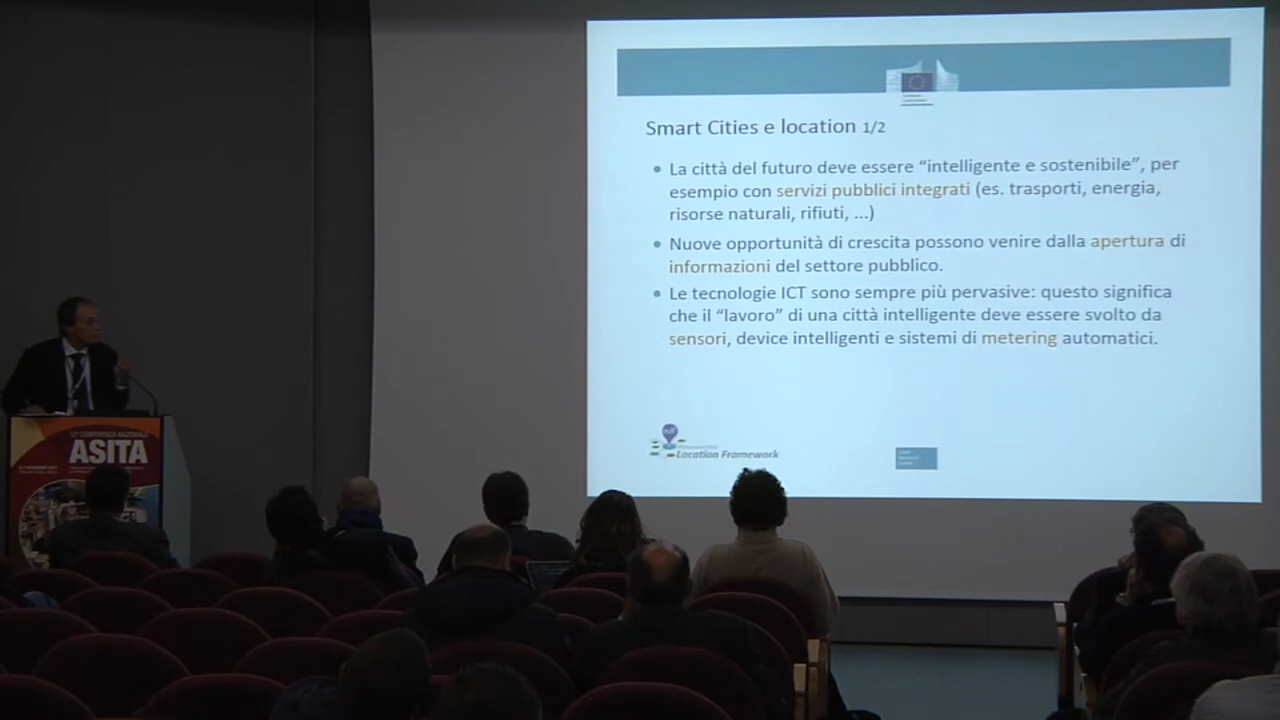 Smart Cities e location 1/2
• La città del futuro deve essere “intelligente e sostenibile”, per
esempio con servizi pubblici integrati (es. trasporti, energia,
risorse naturali, rifiuti, ...)
• Nuove opportunità di crescita possono venire dalla apertura di
informazioni del settore pubblico.
• Le tecnologie ICT sono sempre più pervasive: questo significa
che il “lavoro” di una città intelligente deve essere svolto da
sensori, device intelligenti e sistemi di metering automatici.
Location Framework
CONFERENZA NAZIONALE
ASITA